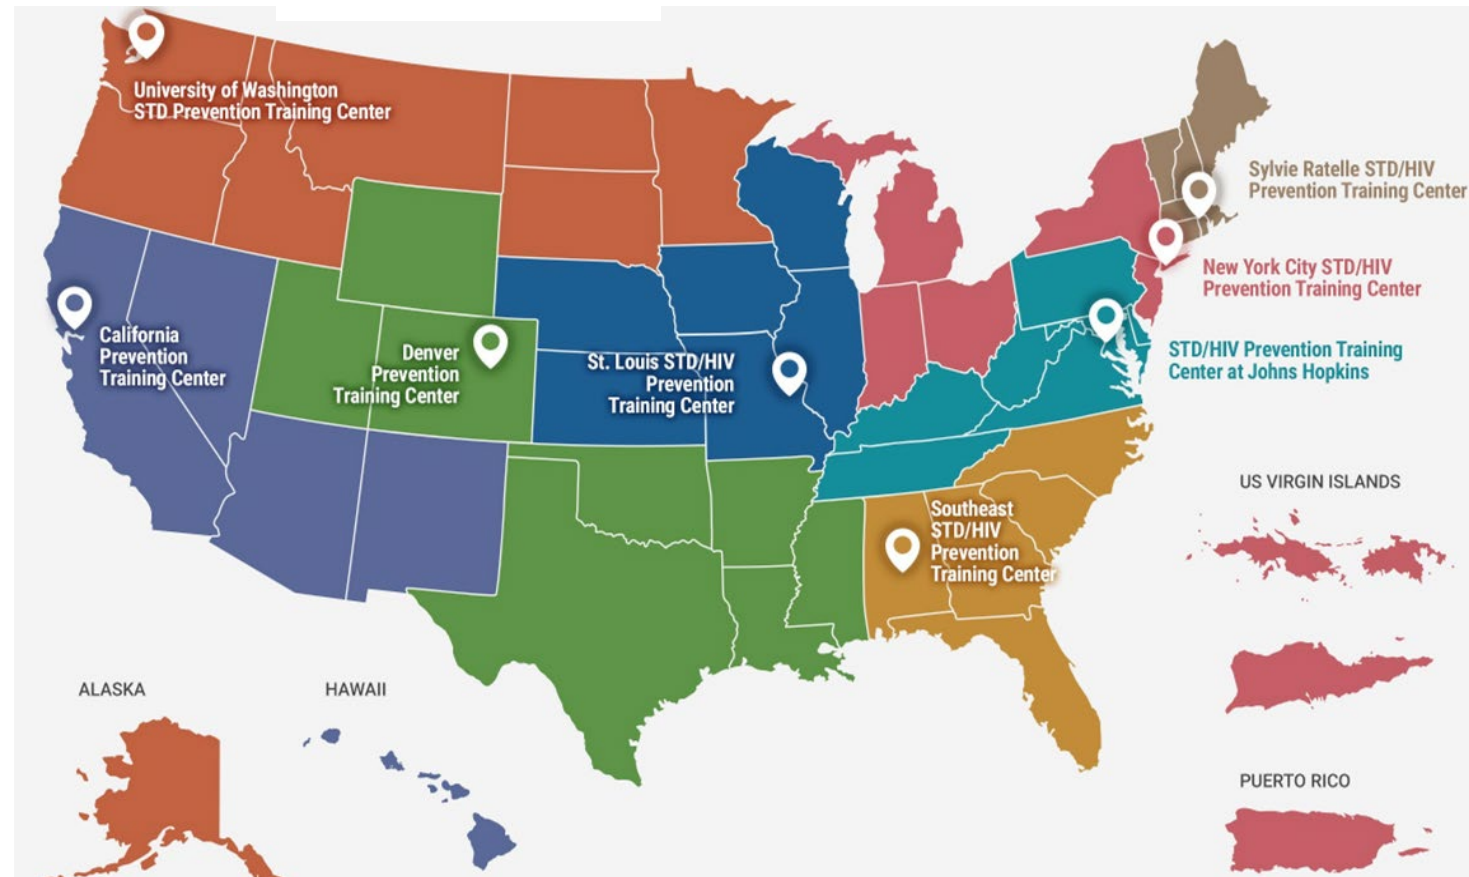 University of Washington
STD Prevention Training Center
Sylvie Ratelle STD/HIV
Prevention Training Center
New York City STD/HIV
Prevention Training Center
California
Prevention
Training Center
Denver
Prevention
Training Center
St. Louis STD/HIV
Prevention
Training Center
STD/HIV Prevention Training
Center at Johns Hopkins
Southeast
STD/HIV
Prevention
Training Center
US VIRGIN ISLANDS
ALASKA
HAWAII
PUERTO RICO